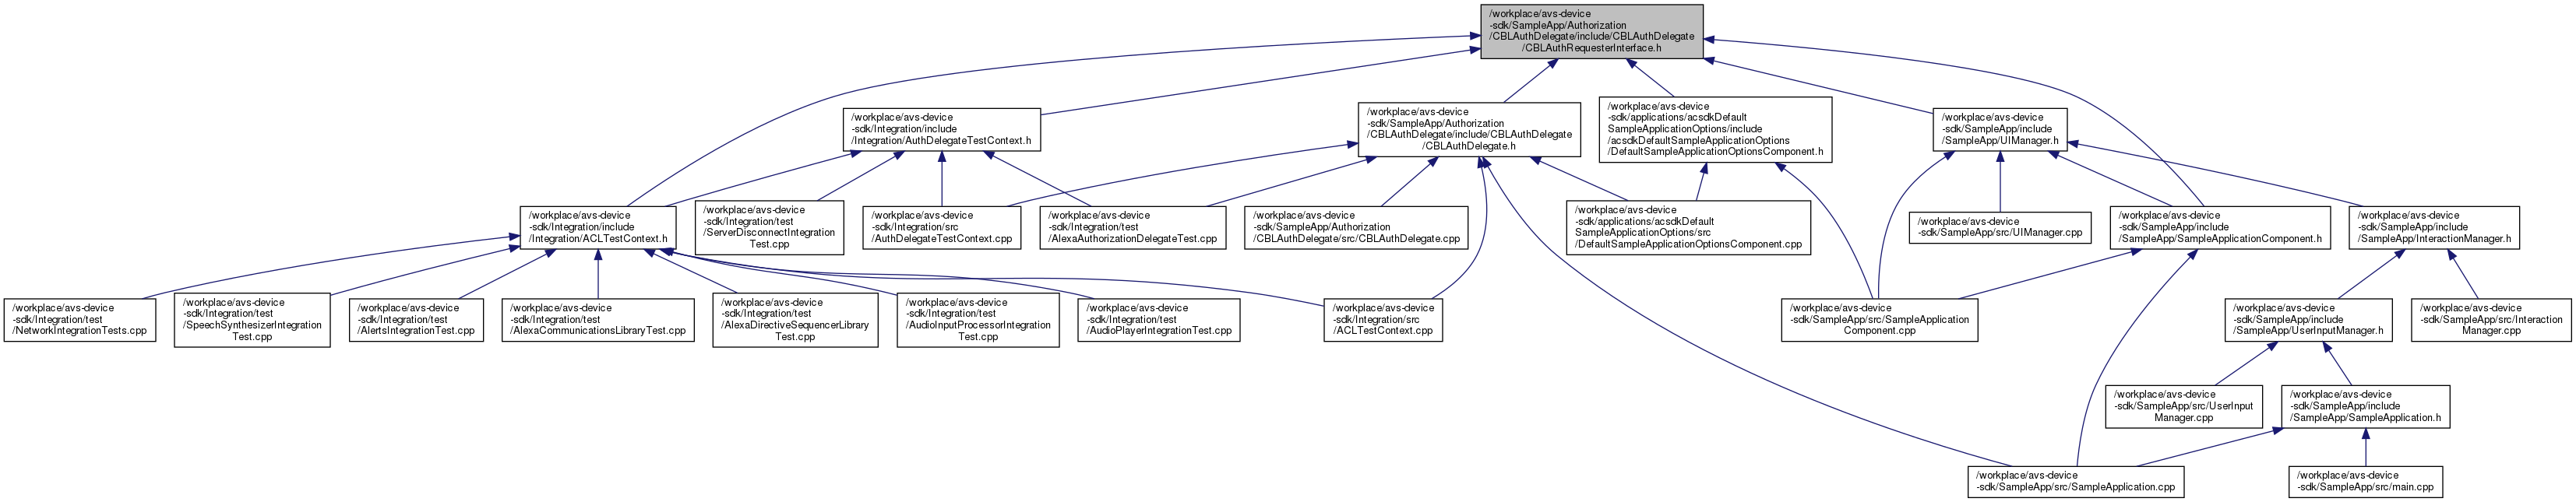 /workplace/avs-device
-sdk/SampleApp/Authorization
/CBLAuthDelegate/include/CBLAuthDelegate
/CBLAuthRequesterInterface.h
/workplace/avs-device
-sdk/Integration/include
/Integration/AuthDelegateTestContext.h
/workplace/avs-device
-sdk/SampleApp/Authorization
/CBLAuthDelegate/include/CBLAuthDelegate
/CBLAuthDelegate.h
/workplace/avs-device
-sdk/applications/acsdkDefault
SampleApplicationOptions/include
/acsdkDefaultSampleApplicationOptions
/DefaultSampleApplicationOptionsComponent.h
/workplace/avs-device
-sdk/SampleApp/include
/SampleApp/UIManager.h
/workplace/avs-device
-sdk/Integration/include
/Integration/ACLTestContext.h
/workplace/avs-device
-sdk/Integration/test
/ServerDisconnectIntegration
Test.cpp
/workplace/avs-device
-sdk/Integration/src
/AuthDelegateTestContext.cpp
/workplace/avs-device
-sdk/Integration/test
/AlexaAuthorizationDelegateTest.cpp
/workplace/avs-device
-sdk/SampleApp/Authorization
/CBLAuthDelegate/src/CBLAuthDelegate.cpp
/workplace/avs-device
-sdk/applications/acsdkDefault
SampleApplicationOptions/src
/DefaultSampleApplicationOptionsComponent.cpp
/workplace/avs-device
-sdk/SampleApp/src/UIManager.cpp
/workplace/avs-device
-sdk/SampleApp/include
/SampleApp/SampleApplicationComponent.h
/workplace/avs-device
-sdk/SampleApp/include
/SampleApp/InteractionManager.h
/workplace/avs-device
-sdk/Integration/test
/NetworkIntegrationTests.cpp
/workplace/avs-device
-sdk/Integration/test
/SpeechSynthesizerIntegration
Test.cpp
/workplace/avs-device
-sdk/Integration/test
/AlertsIntegrationTest.cpp
/workplace/avs-device
-sdk/Integration/test
/AlexaCommunicationsLibraryTest.cpp
/workplace/avs-device
-sdk/Integration/test
/AlexaDirectiveSequencerLibrary
Test.cpp
/workplace/avs-device
-sdk/Integration/test
/AudioInputProcessorIntegration
Test.cpp
/workplace/avs-device
-sdk/Integration/test
/AudioPlayerIntegrationTest.cpp
/workplace/avs-device
-sdk/Integration/src
/ACLTestContext.cpp
/workplace/avs-device
-sdk/SampleApp/src/SampleApplication
Component.cpp
/workplace/avs-device
-sdk/SampleApp/include
/SampleApp/UserInputManager.h
/workplace/avs-device
-sdk/SampleApp/src/Interaction
Manager.cpp
/workplace/avs-device
-sdk/SampleApp/src/UserInput
Manager.cpp
/workplace/avs-device
-sdk/SampleApp/include
/SampleApp/SampleApplication.h
/workplace/avs-device
-sdk/SampleApp/src/SampleApplication.cpp
/workplace/avs-device
-sdk/SampleApp/src/main.cpp